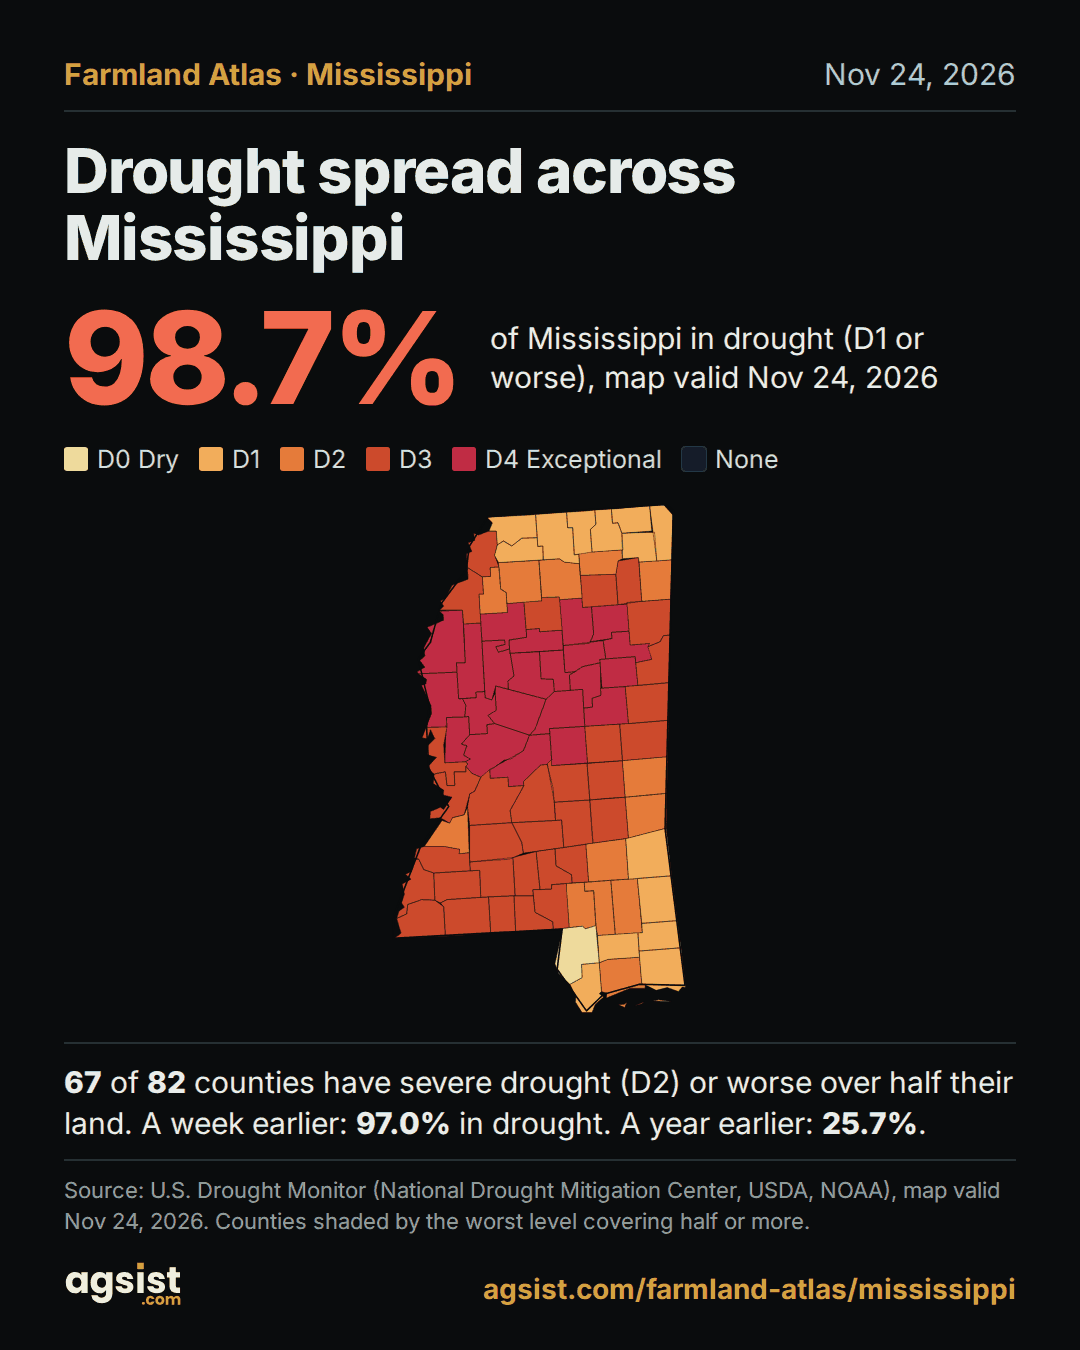 Farmland Atlas · Mississippi
Nov 24, 2026
Drought spread across
Mississippi
98.7%
of Mississippi in drought (D1 or
worse), map valid Nov 24, 2026
D0 Dry D1 D2 D3 D4 Exceptional None
67 of 82 counties have severe drought (D2) or worse over half their
land. A week earlier: 97.0% in drought. A year earlier: 25.7%.
Source: U.S. Drought Monitor (National Drought Mitigation Center, USDA, NOAA), map valid
Nov 24, 2026. Counties shaded by the worst level covering half or more.
agsist
.com
agsist.com/farmland-atlas/mississippi